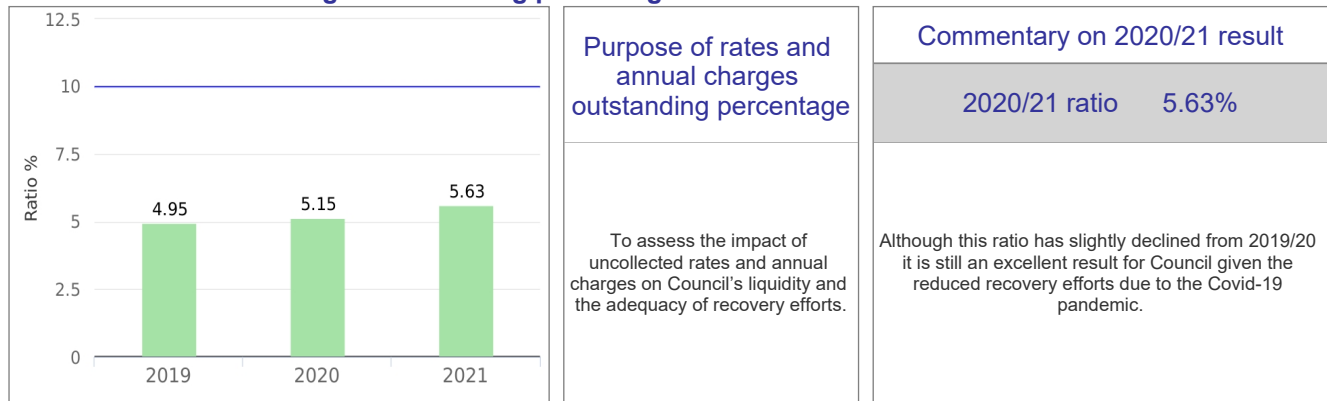 12.5
10
7.5
5
2.5
0
Ratio %
4.95
5.15
5.63
2019
2020
2021
Purpose of rates and
annual charges
outstanding percentage
To assess the impact of
uncollected rates and annual
charges on Council's liquidity and
the adequacy of recovery efforts.
Commentary on 2020/21 result
2020/21 ratio 5.63%
Although this ratio has slightly declined from 2019/20
it is still an excellent result for Council given the
reduced recovery efforts due to the Covid-19
pandemic.